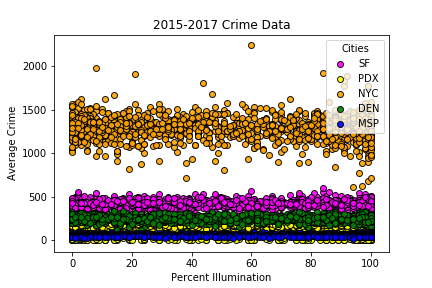 2015-2017 Crime Data
Average Crime
2000
1500
1000
500
0
0 20 40 60 80 100
Percent Illumination
Cities
SF
PDX
NYC
DEN
MSP